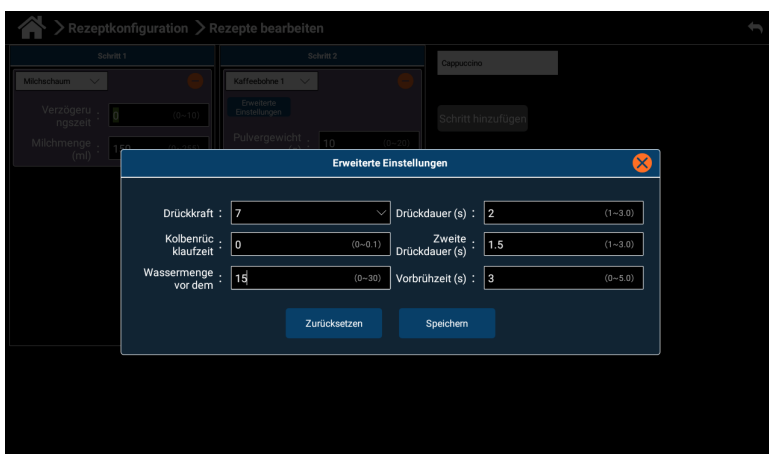 Rezeptkonfiguration Rezepte bearbeiten
Schritt 1
Schritt 2
Cappuccino
Milchschaum
Kaffeebohne 1
Erweiterte
Einstellungen
Verzögeru
ngszeit : 0 (0~10)
Schritt hinzufügen
Milchmenge
(ml) :
Pulvergewicht
: 10 (0~20)
Erweiterte Einstellungen
Drückkraft : 7
Drückdauer (s) : 2 (1~3.0)
Kolbenrüc
klaufzeit : 0 (0~0.1)
Zweite
Drückdauer (s) : 1.5 (1~3.0)
Wassermenge
vor dem : 15 (0~30)
Vorbrühzeit (s) : 3 (0~5.0)
Zurücksetzen
Speichern